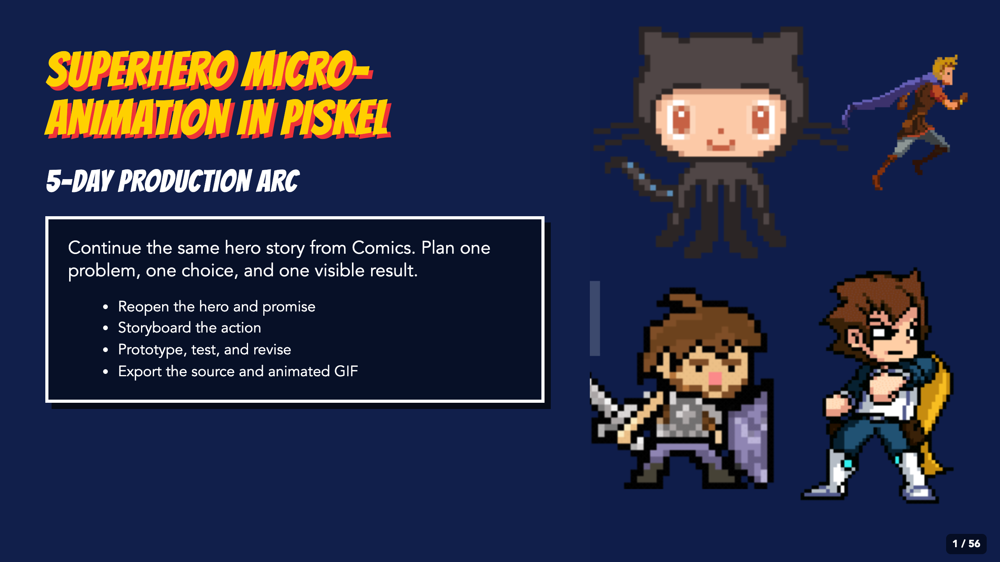 SUPERHERO MICRO-
ANIMATION IN PISKEL
5-DAY PRODUCTION ARC
Continue the same hero story from Comics. Plan one
problem, one choice, and one visible result.
• Reopen the hero and promise
• Storyboard the action
• Prototype, test, and revise
• Export the source and animated GIF
1 / 56